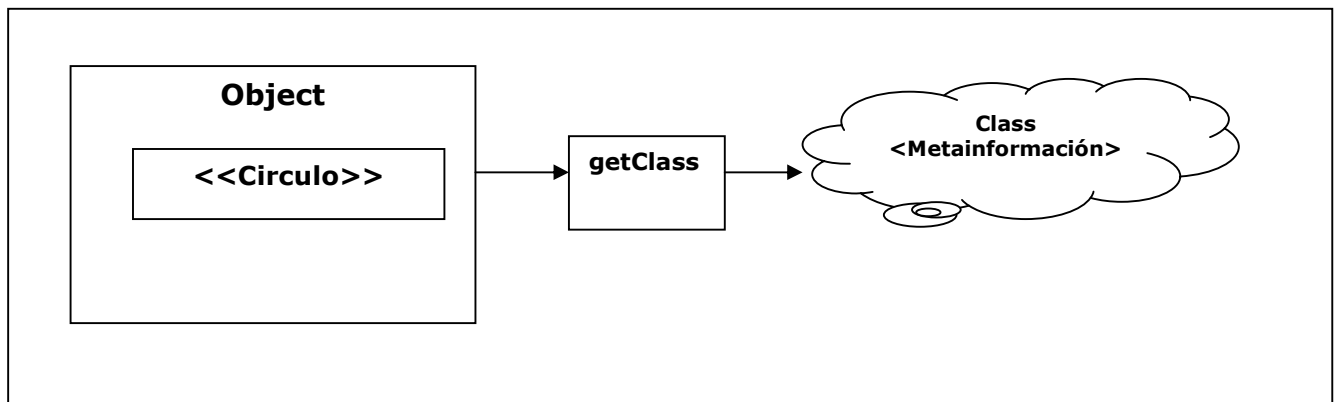 Object
<<Circulo>>
getClass
Class
<Metainformación>